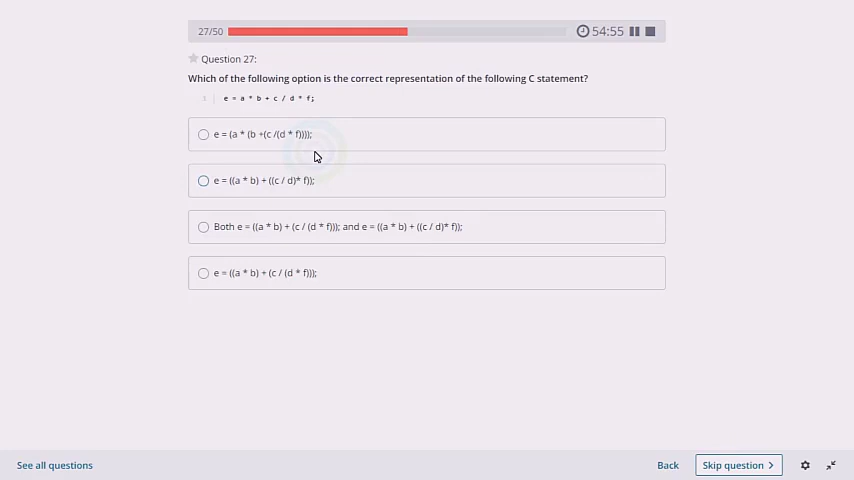 27/50
54:55
Question 27:
Which of the following option is the correct representation of the following C statement?
1 e = a * b + c / d * f;
e = (a * (b +(c /(d * f))));
e = ((a * b) + ((c / d)* f));
Both e = ((a * b) + (c / (d * f))); and e = ((a * b) + ((c / d)* f));
e = ((a * b) + (c / (d * f)));
See all questions
Back
Skip question